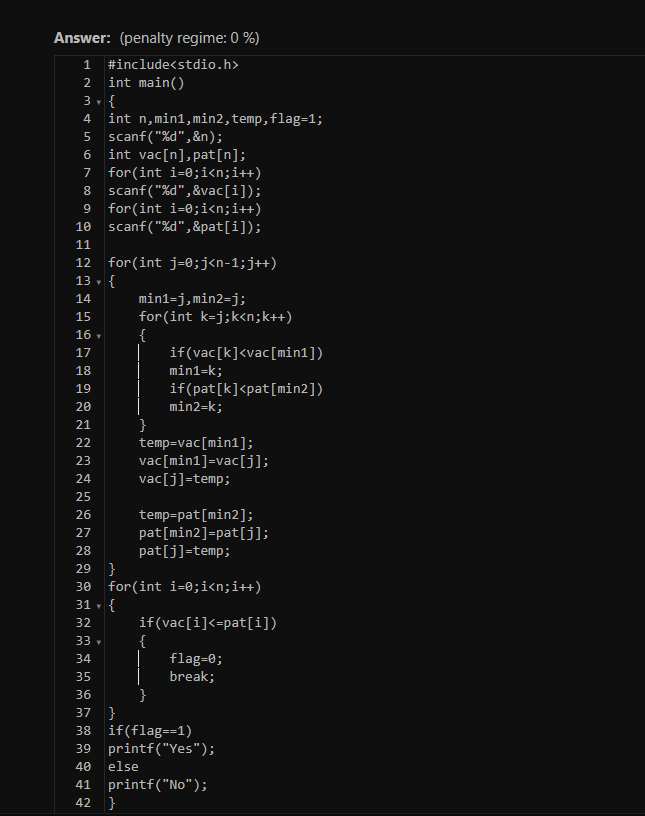 Answer: (penalty regime: 0 %)
1 #include<stdio.h>
2 int main()
3 {
4 int n,min1,min2,temp,flag=1;
5 scanf("%d",&n);
6 int vac[n],pat[n];
7 for(int i=0;i<n;i++)
8 scanf("%d",&vac[i]);
9 for(int i=0;i<n;i++)
10 scanf("%d",&pat[i]);
11
12 for(int j=0;j<n-1;j++)
13 {
14     min1=j,min2=j;
15     for(int k=j;k<n;k++)
16     {
17         if(vac[k]<vac[min1])
18         min1=k;
19         if(pat[k]<pat[min2])
20         min2=k;
21     }
22     temp=vac[min1];
23     vac[min1]=vac[j];
24     vac[j]=temp;
25
26     temp=pat[min2];
27     pat[min2]=pat[j];
28     pat[j]=temp;
29 }
30 for(int i=0;i<n;i++)
31 {
32     if(vac[i]<=pat[i])
33     {
34         flag=0;
35         break;
36     }
37 }
38 if(flag==1)
39 printf("Yes");
40 else
41 printf("No");
42 }